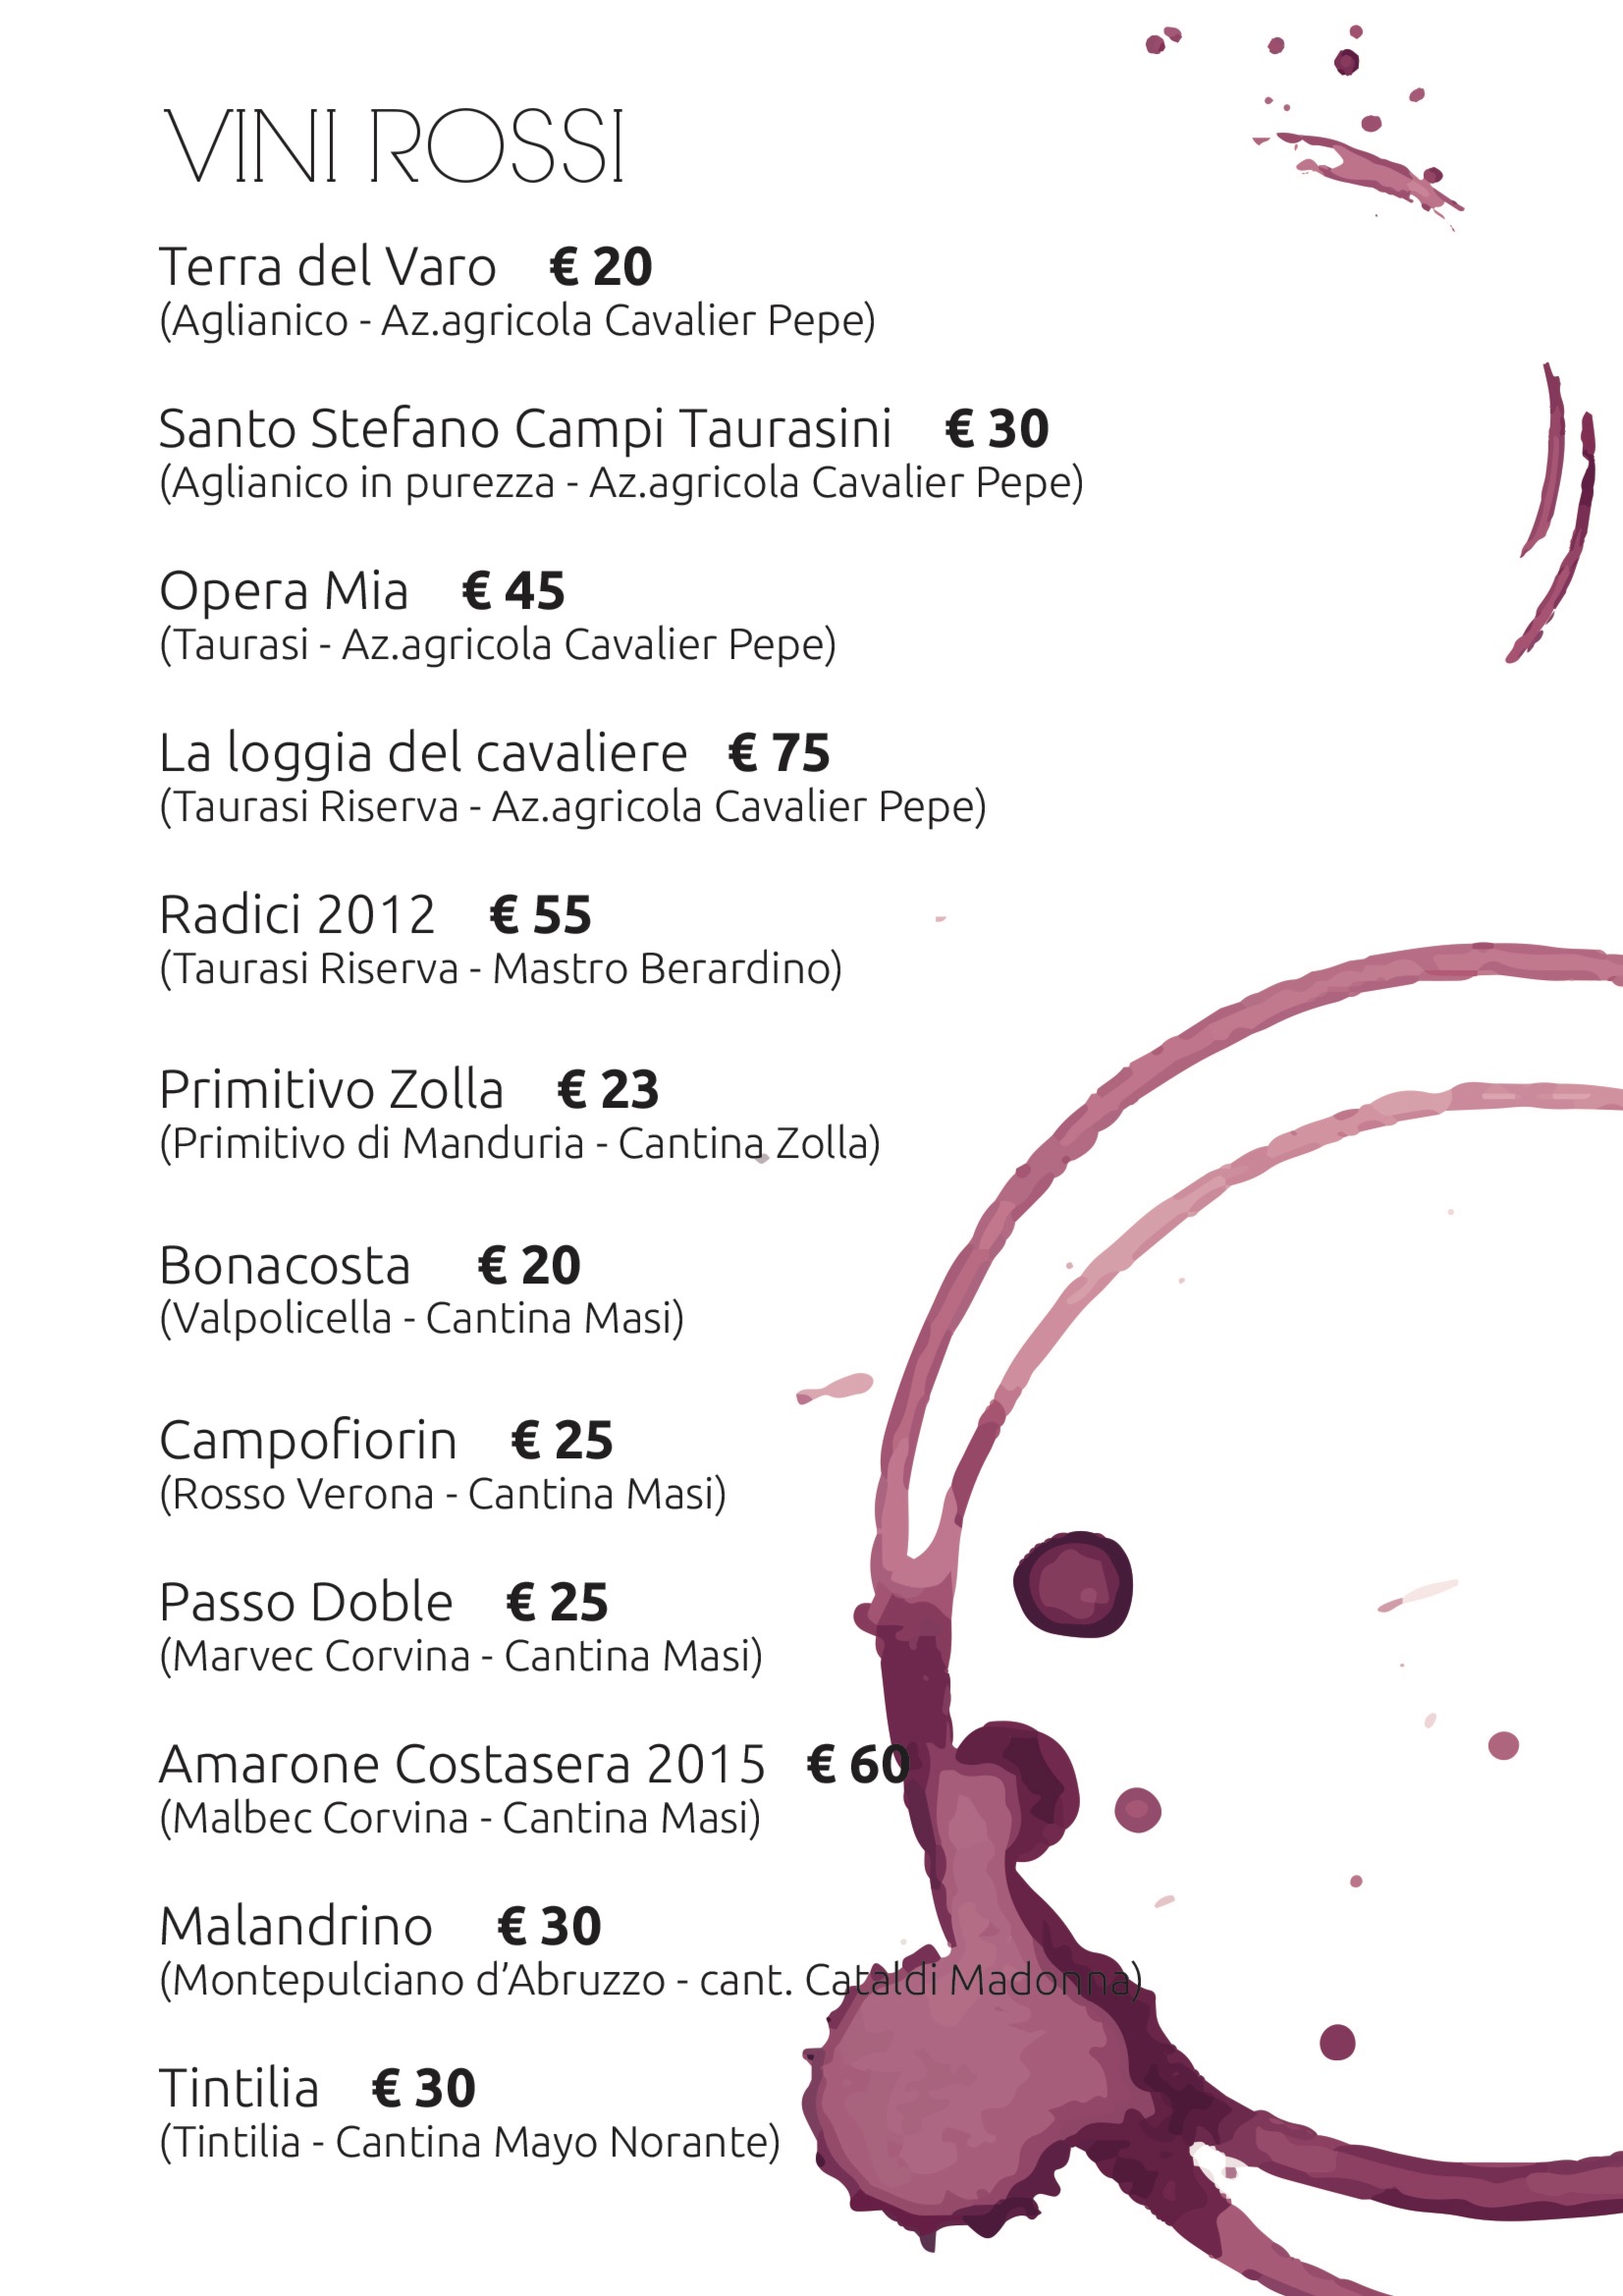 VINI ROSSI
Terra del Varo € 20
(Aglianico - Az.agricola Cavalier Pepe)
Santo Stefano Campi Taurasini € 30
(Aglianico in purezza - Az.agricola Cavalier Pepe)
Opera Mia € 45
(Taurasi - Az.agricola Cavalier Pepe)
La loggia del cavaliere € 75
(Taurasi Riserva - Az.agricola Cavalier Pepe)
Radici 2012 € 55
(Taurasi Riserva - Mastro Berardino)
Primitivo Zolla € 23
(Primitivo di Manduria - Cantina Zolla)
Bonacosta € 20
(Valpolicella - Cantina Masi)
Campofiorin € 25
(Rosso Verona - Cantina Masi)
Passo Doble € 25
(Marvec Corvina - Cantina Masi)
Amarone Costasera 2015 € 60
(Malbec Corvina - Cantina Masi)
Malandrino € 30
(Montepulciano d’Abruzzo - cant. Cataldi Madonna)
Tintilia € 30
(Tintilia - Cantina Mayo Norante)